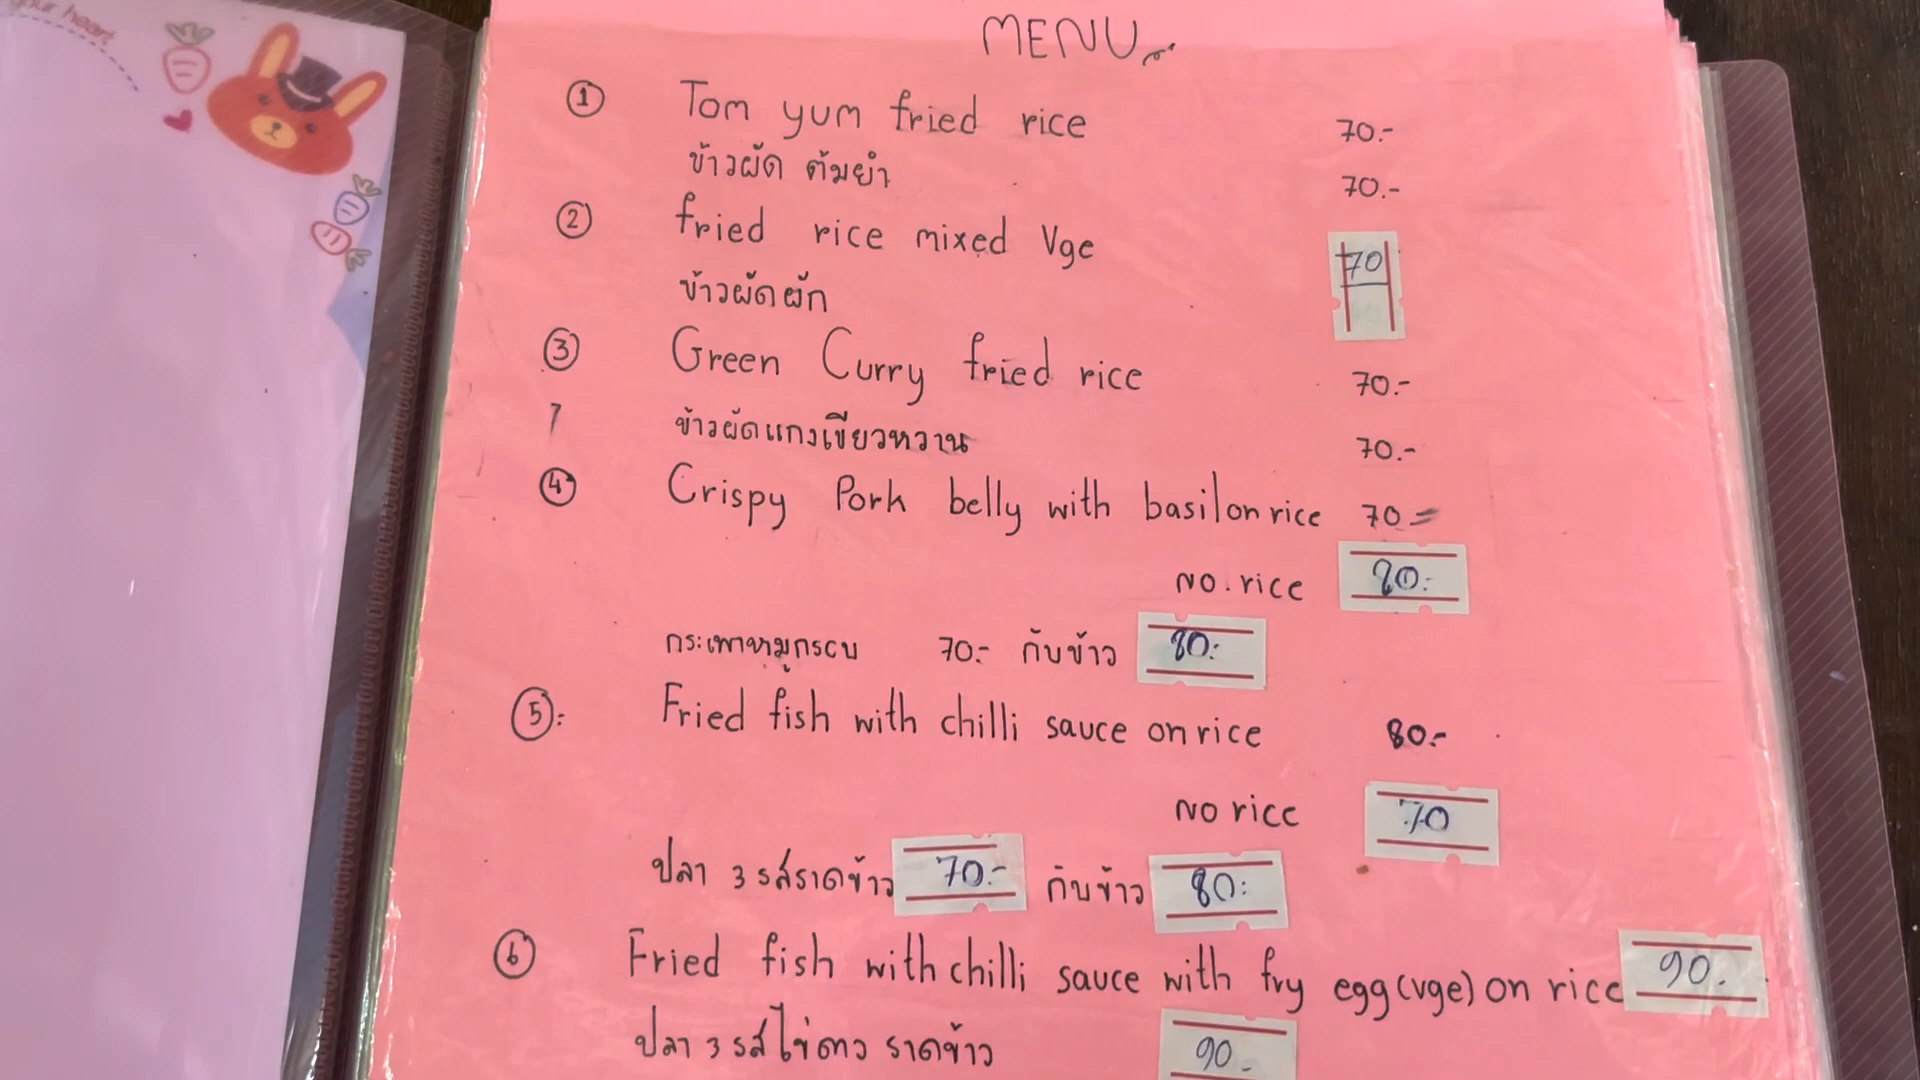 your heart
MENU
① Tom yum fried rice 70.-
ข้าวผัด ต้มยำ 70.-
② fried rice mixed Vge 70
ข้าวผัดผัก
③ Green Curry fried rice 70.-
ข้าวผัดแกงเขียวหวาน 70.-
④ Crispy Pork belly with basil on rice 70=
NO. rice 80.-
กระเพาหมูกรอบ 70.- กับข้าว 80.-
⑤: Fried fish with chilli sauce on rice 80.-
NO rice 70
ปลา 3 รสราดข้าว 70.- กับข้าว 80.-
⑥ Fried fish with chilli sauce with fry egg (vge) on rice 90.-
ปลา 3 รส ไข่ดาว ราดข้าว 90.-